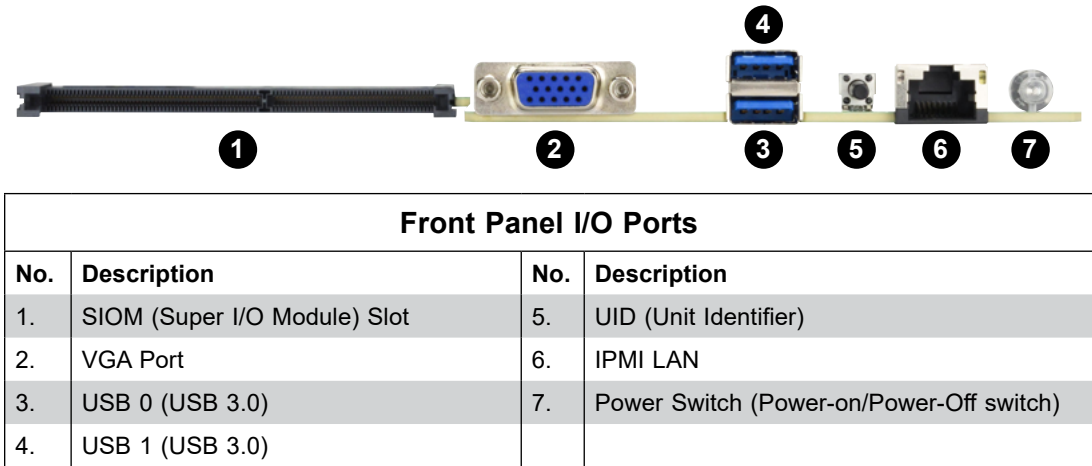 4
1 2 3 5 6 7
Front Panel I/O Ports
No. Description No. Description
1. SIOM (Super I/O Module) Slot 5. UID (Unit Identifier)
2. VGA Port 6. IPMI LAN
3. USB 0 (USB 3.0) 7. Power Switch (Power-on/Power-Off switch)
4. USB 1 (USB 3.0)